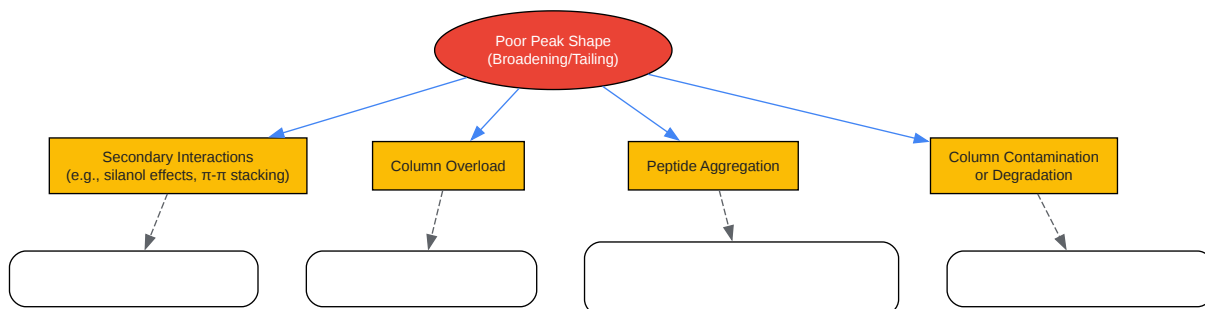 Poor Peak Shape
(Broadening/Tailing)
Secondary Interactions
(e.g., silanol effects, π-π stacking)
Column Overload
Peptide Aggregation
Column Contamination
or Degradation